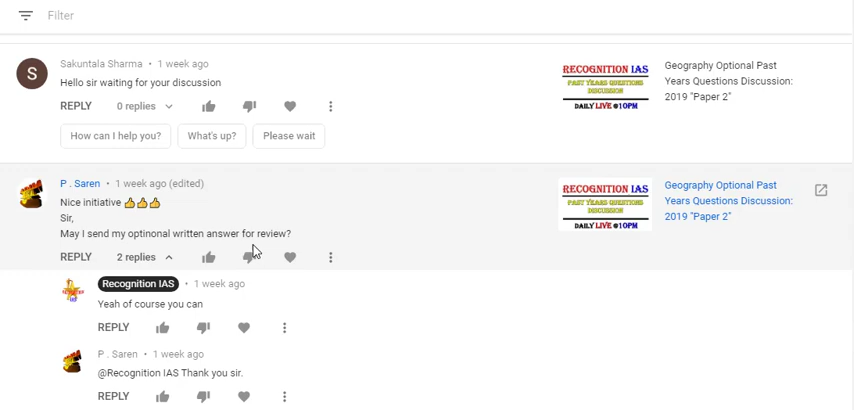 Filter
Sakuntala Sharma • 1 week ago
Hello sir waiting for your discussion
REPLY 0 replies
How can I help you? What's up? Please wait
RECOGNITION IAS
PAST YEARS QUESTIONS
DISCUSSION
DAILY LIVE @10PM
Geography Optional Past
Years Questions Discussion:
2019 "Paper 2"
P . Saren • 1 week ago (edited)
Nice initiative 👍👍👍
Sir,
May I send my optinonal written answer for review?
REPLY 2 replies
RECOGNITION IAS
PAST YEARS QUESTIONS
DISCUSSION
DAILY LIVE @10PM
Geography Optional Past
Years Questions Discussion:
2019 "Paper 2"
Recognition IAS • 1 week ago
Yeah of course you can
REPLY
P . Saren • 1 week ago
@Recognition IAS Thank you sir.
REPLY